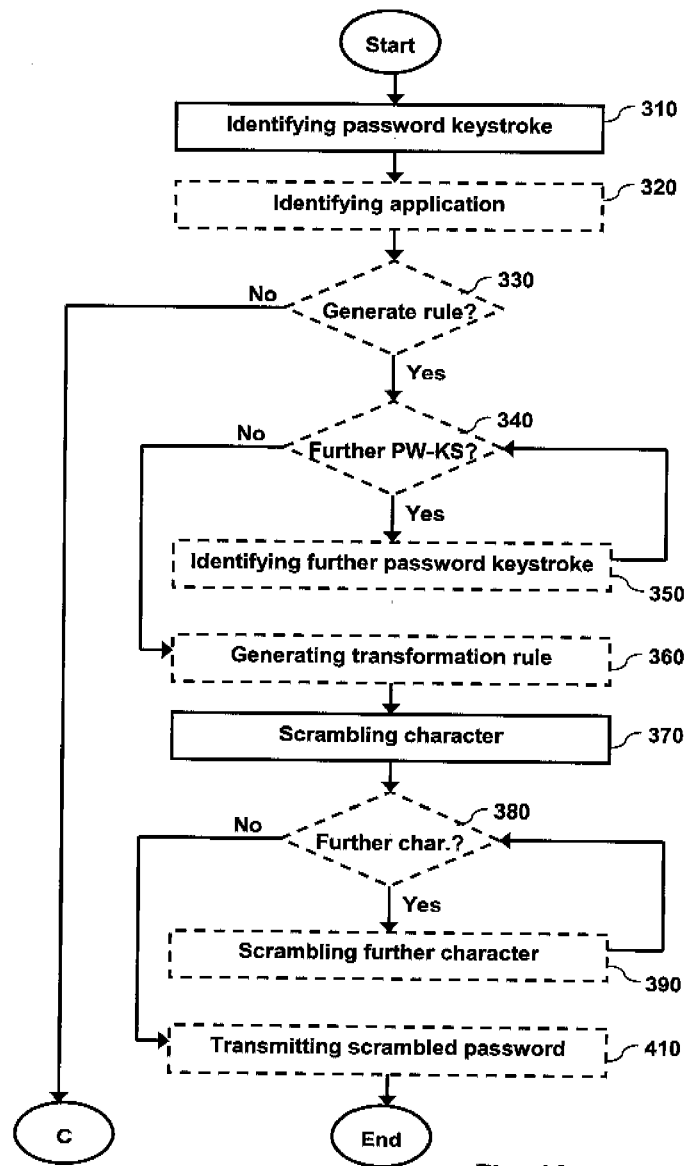 Start
Identifying password keystroke
310
Identifying application
320
330
No
Generate rule?
Yes
340
No
Further PW-KS?
Yes
Identifying further password keystroke
350
Generating transformation rule
360
Scrambling character
370
380
No
Further char.?
Yes
Scrambling further character
390
Transmitting scrambled password
410
C
End